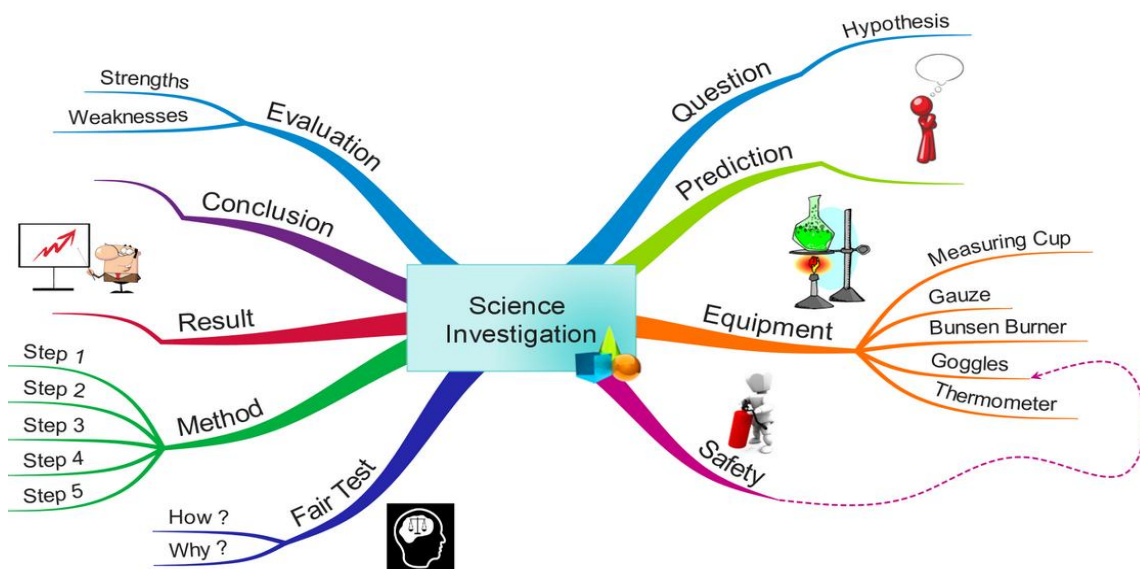 Science
Investigation
Question
Hypothesis
Prediction
Equipment
Measuring Cup
Gauze
Bunsen Burner
Goggles
Thermometer
Safety
Fair Test
How ?
Why ?
Method
Step 1
Step 2
Step 3
Step 4
Step 5
Result
Conclusion
Evaluation
Strengths
Weaknesses